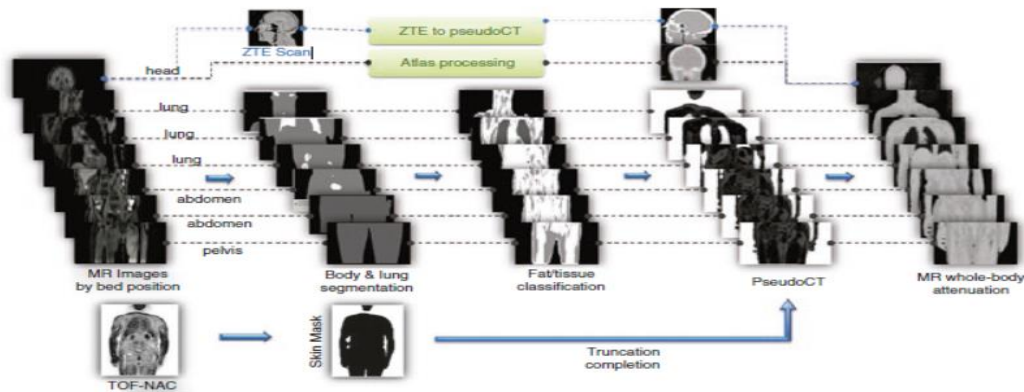 ZTE to pseudoCT
ZTE Scan
Atlas processing
head
lung
lung
lung
abdomen
abdomen
pelvis
MR Images
by bed position
Body & lung
segmentation
Fat/tissue
classification
PseudoCT
MR whole-body
attenuation
Skin Mask
Truncation
completion
TOF-NAC